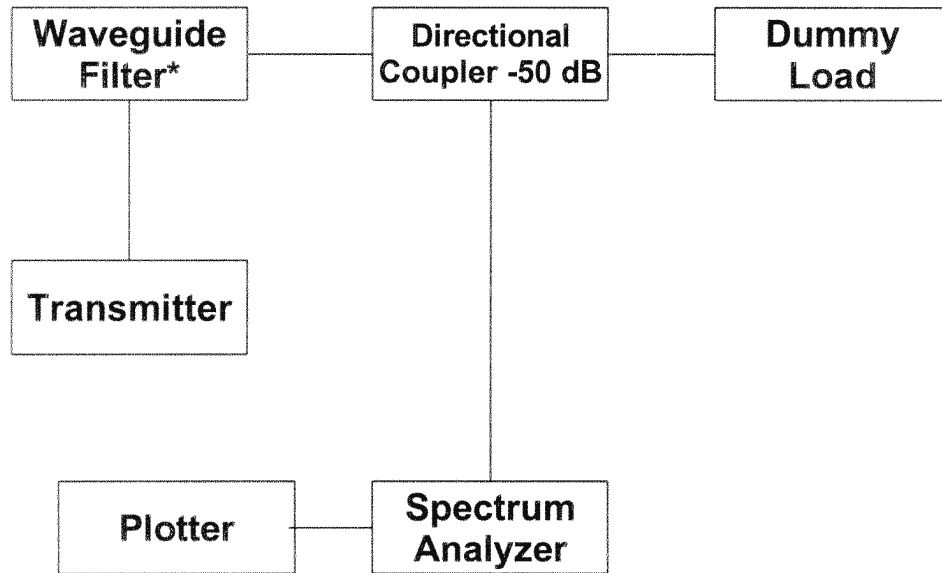 Waveguide
Filter*
Directional
Coupler -50 dB
Dummy
Load
Transmitter
Plotter
Spectrum
Analyzer